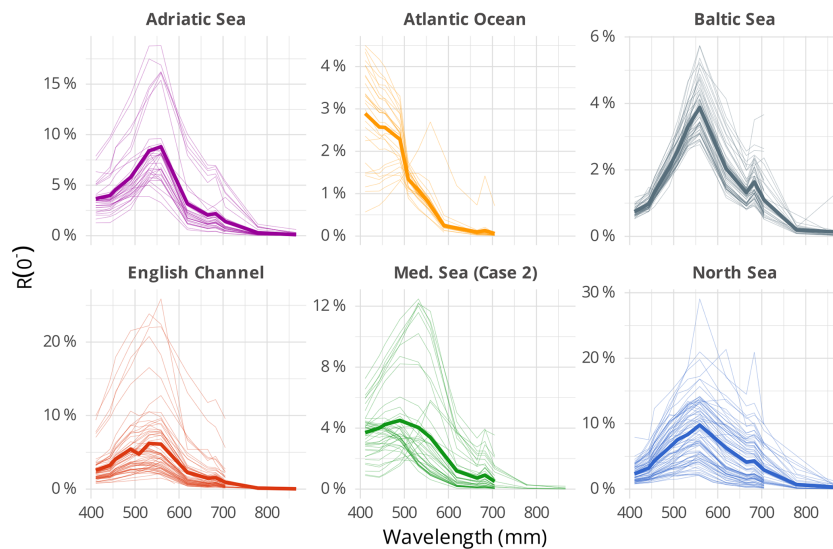 Adriatic Sea Atlantic Ocean Baltic Sea
15 % 4 % 6 %
10 % 3 % 4 %
5 % 2 % 2 %
0 % 1 % 0 %
0 %
R(0⁻)
English Channel Med. Sea (Case 2) North Sea
20 % 12 % 30 %
10 % 8 % 20 %
0 % 4 % 10 %
0 % 0 %
400 500 600 700 800 400 500 600 700 800 400 500 600 700 800
Wavelength (mm)